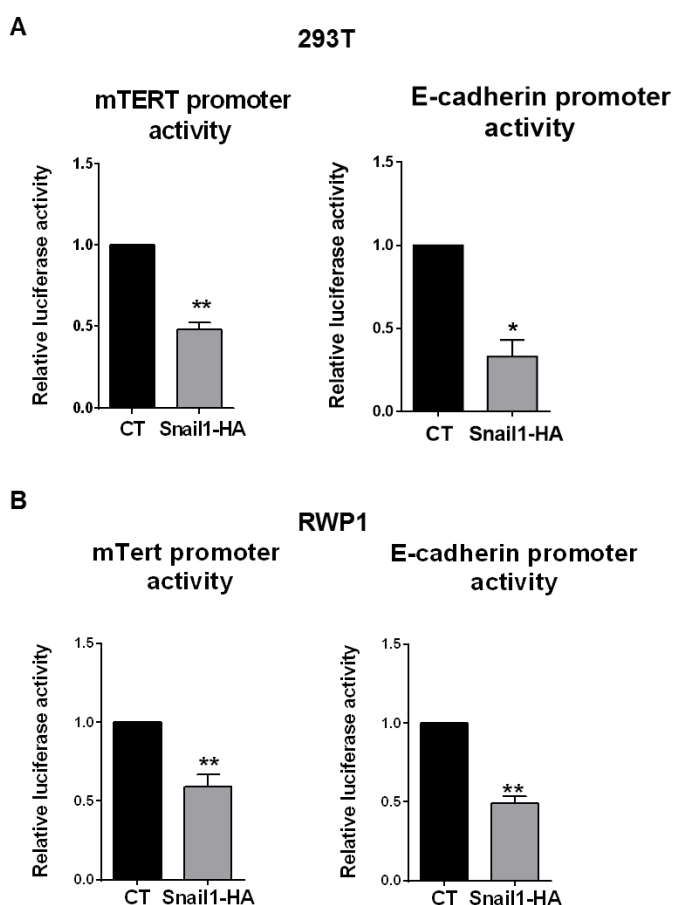 A
293T
mTERT promoter
activity
E-cadherin promoter
activity
Relative luciferase activity
1.5
1.0
0.5
0.0
**
CT Snail1-HA
Relative luciferase activity
1.5
1.0
0.5
0.0
*
CT Snail1-HA
B
RWP1
mTert promoter
activity
E-cadherin promoter
activity
Relative luciferase activity
1.5
1.0
0.5
0.0
**
CT Snail1-HA
Relative luciferase activity
1.5
1.0
0.5
0.0
**
CT Snail1-HA